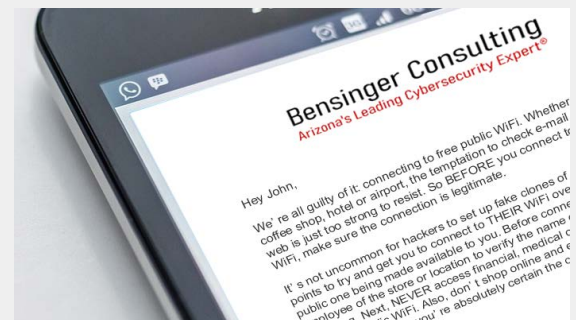 Bensinger Consulting
Arizona's Leading Cybersecurity Expert®
Hey John,
We' re all guilty of it: connecting to free public WiFi. Whether
coffee shop, hotel or airport, the temptation to check e-mail
web is just too strong to resist. So BEFORE you connect t
WiFi, make sure the connection is legitimate.
It' s not uncommon for hackers to set up fake clones of
points to try and get you to connect to THEIR WiFi ove
public one being made available to you. Before conne
ployee of the store or location to verify the name
Next, NEVER access financial, medical o
WiFi. Also, don' t shop online and e
you' re absolutely certain the c